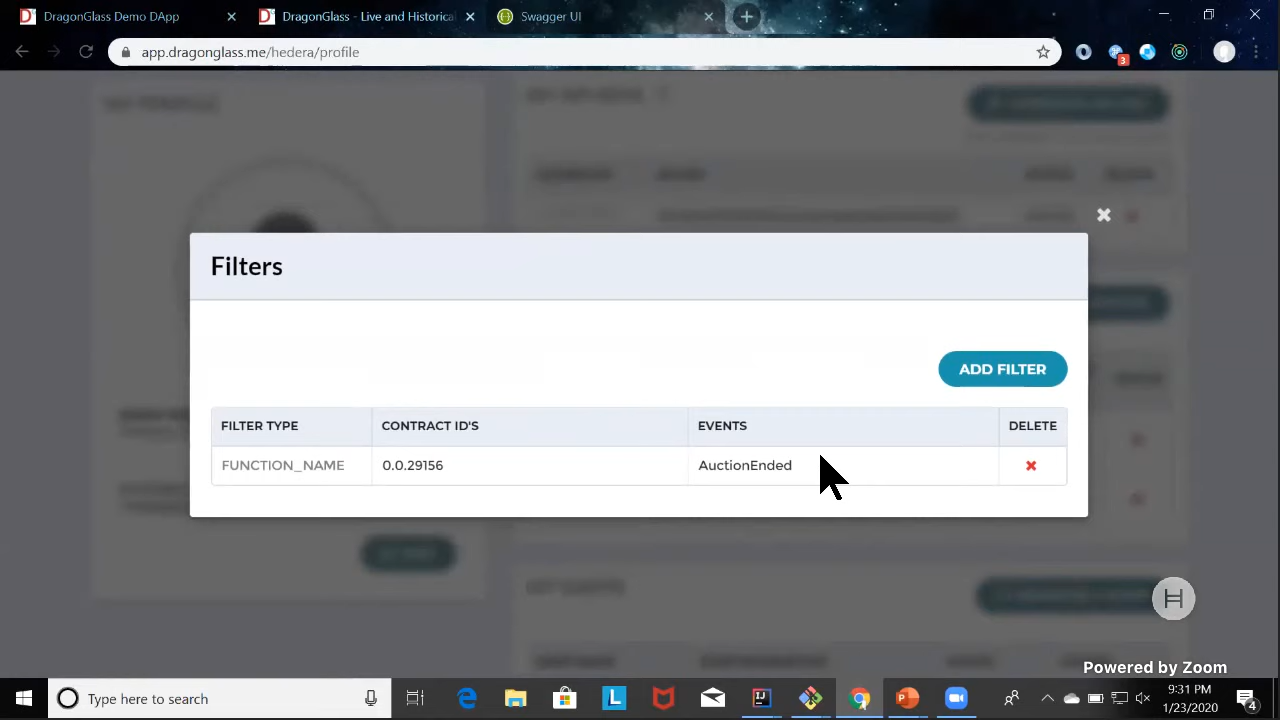 DragonGlass Demo DApp
DragonGlass - Live and Historical
Swagger UI
app.dragonglass.me/hedera/profile
3
Filters
ADD FILTER
FILTER TYPE CONTRACT ID'S EVENTS DELETE
FUNCTION_NAME 0.0.29156 AuctionEnded
Powered by Zoom
Type here to search
9:31 PM
1/23/2020
4